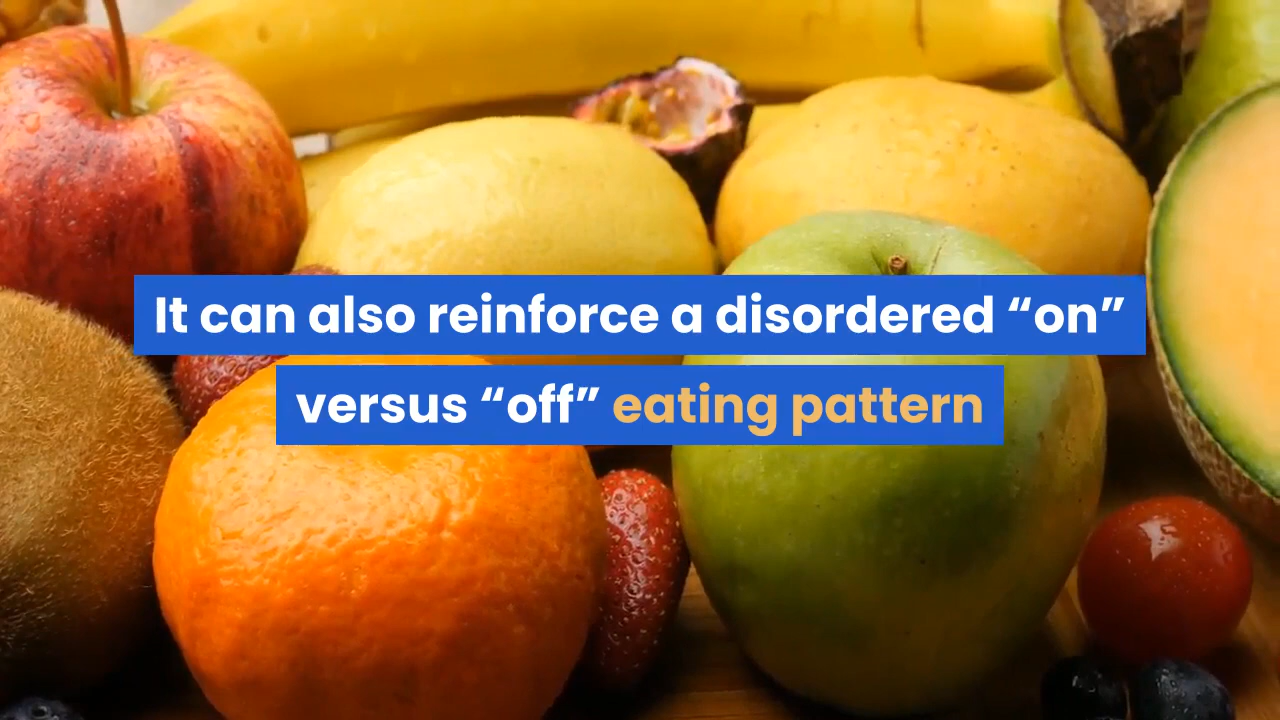 It can also reinforce a disordered “on”
versus “off” eating pattern